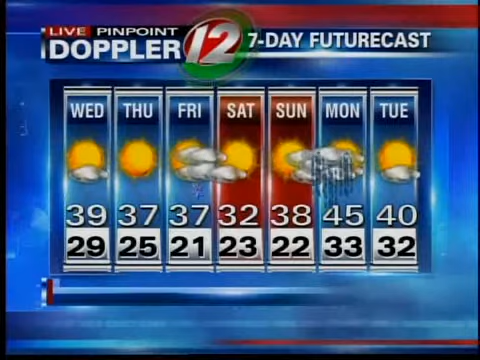 LIVE PINPOINT
DOPPLER 12 7-DAY FUTURECAST
WED THU FRI SAT SUN MON TUE
39 37 37 32 38 45 40
29 25 21 23 22 33 32